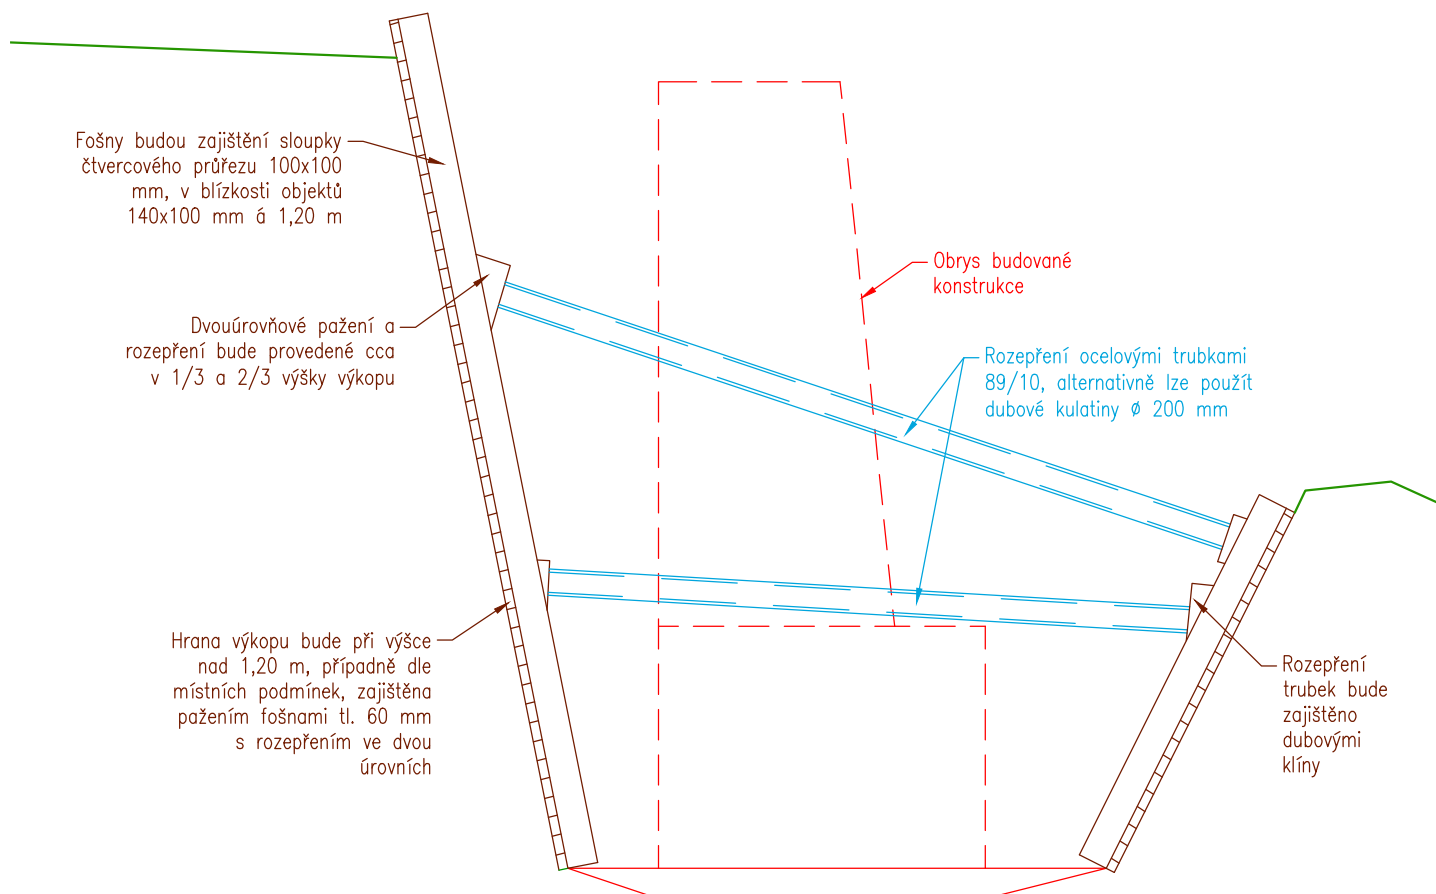 Fošny budou zajištění sloupky
čtvercového průřezu 100x100
mm, v blízkosti objektů
140x100 mm á 1,20 m
Obrys budované
konstrukce
Dvouúrovňové pažení a
rozepření bude provedené cca
v 1/3 a 2/3 výšky výkopu
Rozepření ocelovými trubkami
89/10, alternativně lze použít
dubové kulatiny ø 200 mm
Hrana výkopu bude při výšce
nad 1,20 m, případně dle
místních podmínek, zajištěna
pažením fošnami tl. 60 mm
s rozepřením ve dvou
úrovních
Rozepření
trubek bude
zajištěno
dubovými
klíny